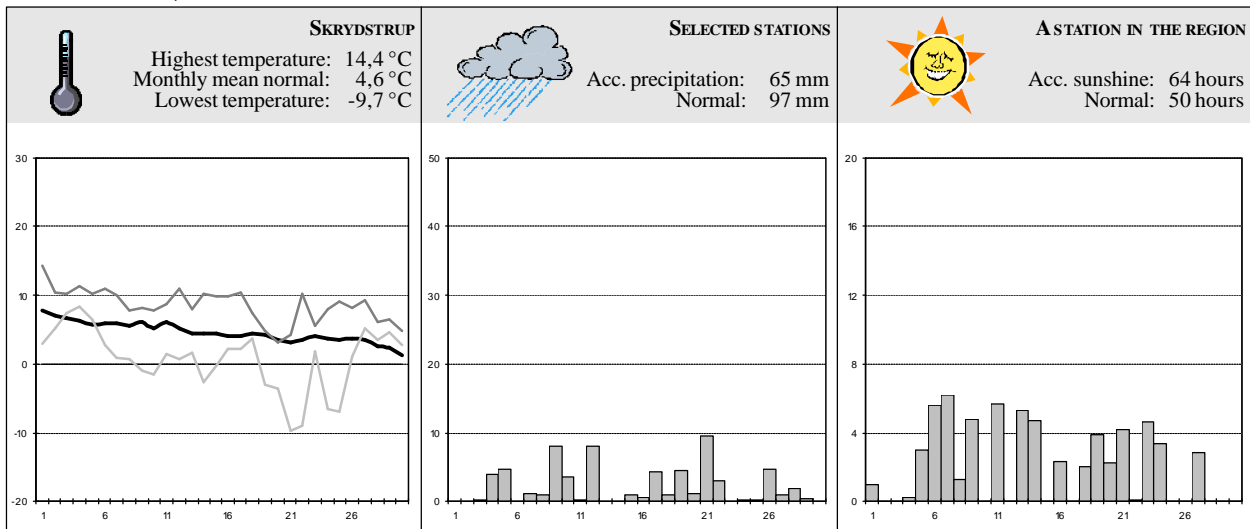 SKRYDSTRUP
Highest temperature: 14,4 °C
Monthly mean normal: 4,6 °C
Lowest temperature: -9,7 °C
SELECTED STATIONS
Acc. precipitation: 65 mm
Normal: 97 mm
A STATION IN THE REGION
Acc. sunshine: 64 hours
Normal: 50 hours
30
20
10
0
-10
-20
1 6 11 16 21 26
50
40
30
20
10
0
1 6 11 16 21 26
20
16
12
8
4
0
1 6 11 16 21 26